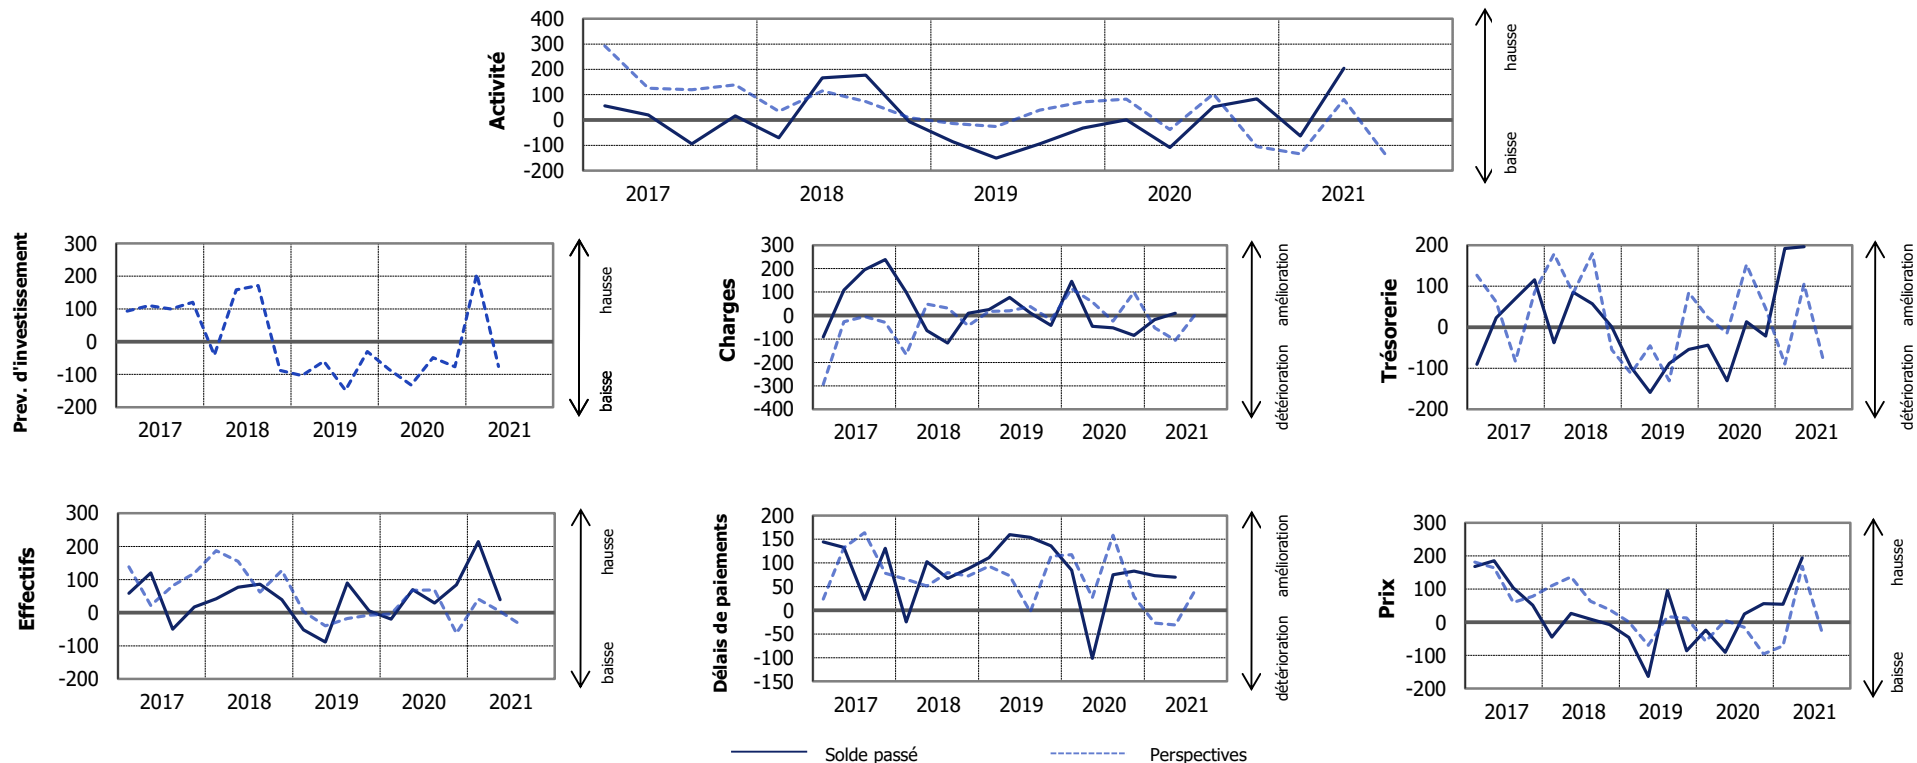 Activité
400
300
200
100
0
-100
-200
2017 2018 2019 2020 2021
hausse
baisse
Prev. d'investissement
300
200
100
0
-100
-200
2017 2018 2019 2020 2021
hausse
baisse
Charges
300
200
100
0
-100
-200
-300
-400
2017 2018 2019 2020 2021
amélioration
détérioration
Trésorerie
200
100
0
-100
-200
2017 2018 2019 2020 2021
amélioration
détérioration
Effectifs
300
200
100
0
-100
-200
2017 2018 2019 2020 2021
hausse
baisse
Délais de paiements
200
150
100
50
0
-50
-100
-150
2017 2018 2019 2020 2021
amélioration
détérioration
Prix
300
200
100
0
-100
-200
2017 2018 2019 2020 2021
hausse
baisse
Solde passé Perspectives